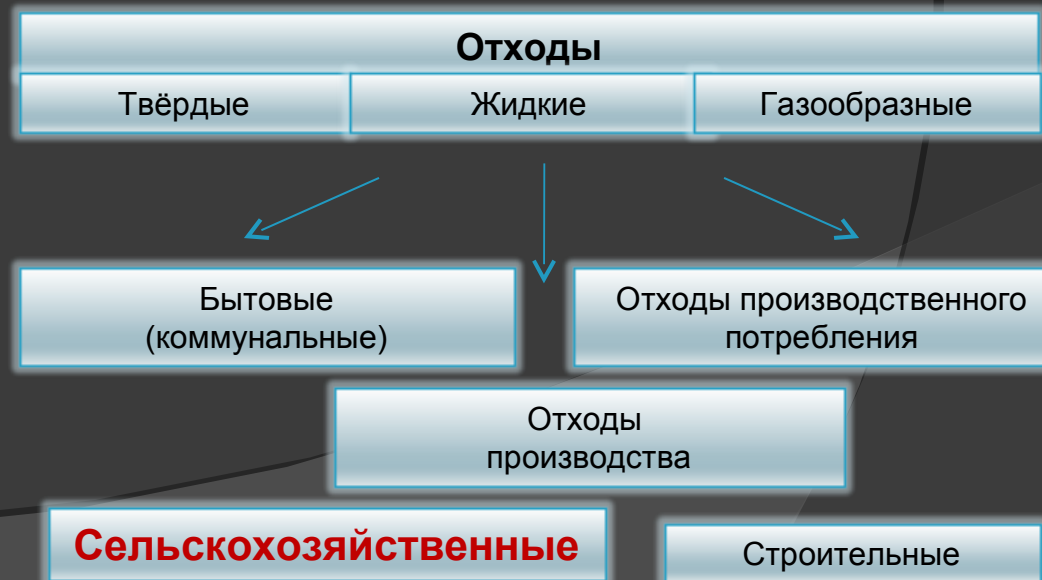 Отходы
Твёрдые
Жидкие
Газообразные
Бытовые
(коммунальные)
Отходы производственного
потребления
Отходы
производства
Сельскохозяйственные
Строительные